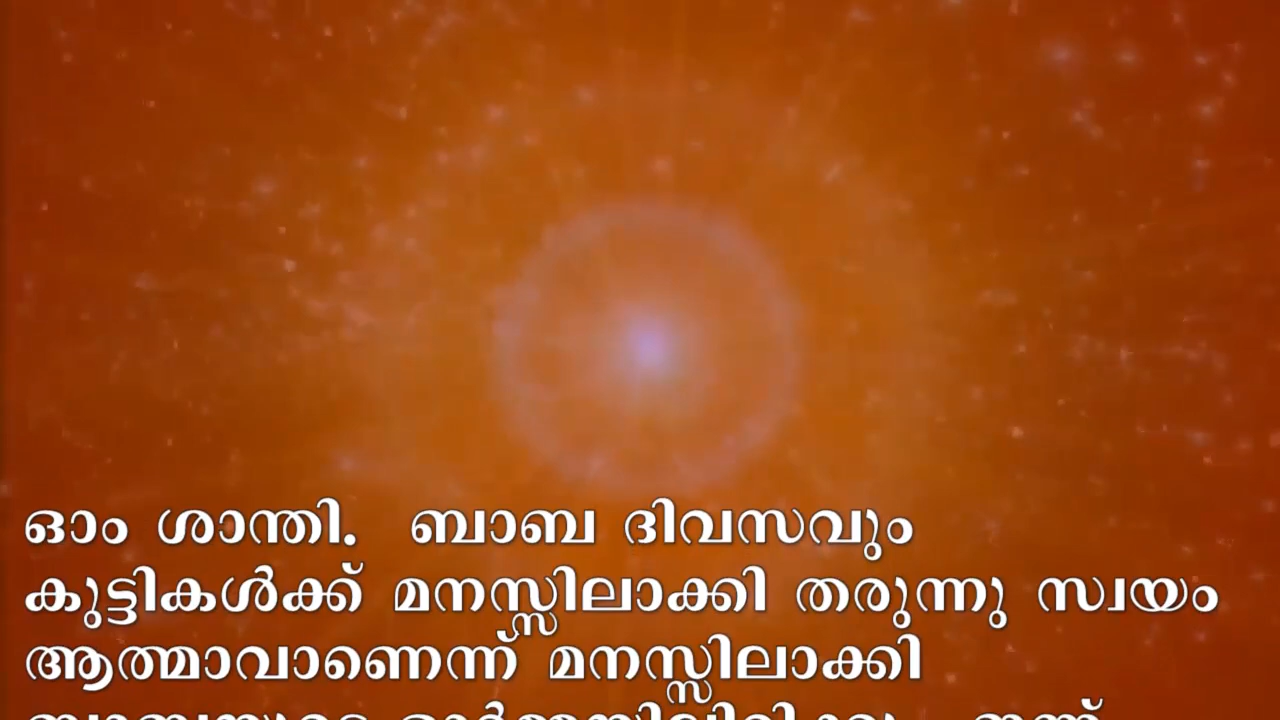 ഓം ശാന്തി. ബാബ ദിവസവും
കുട്ടികൾക്ക് മനസ്സിലാക്കി തരുന്നു സ്വയം
ആത്മാവാണെന്ന് മനസ്സിലാക്കി